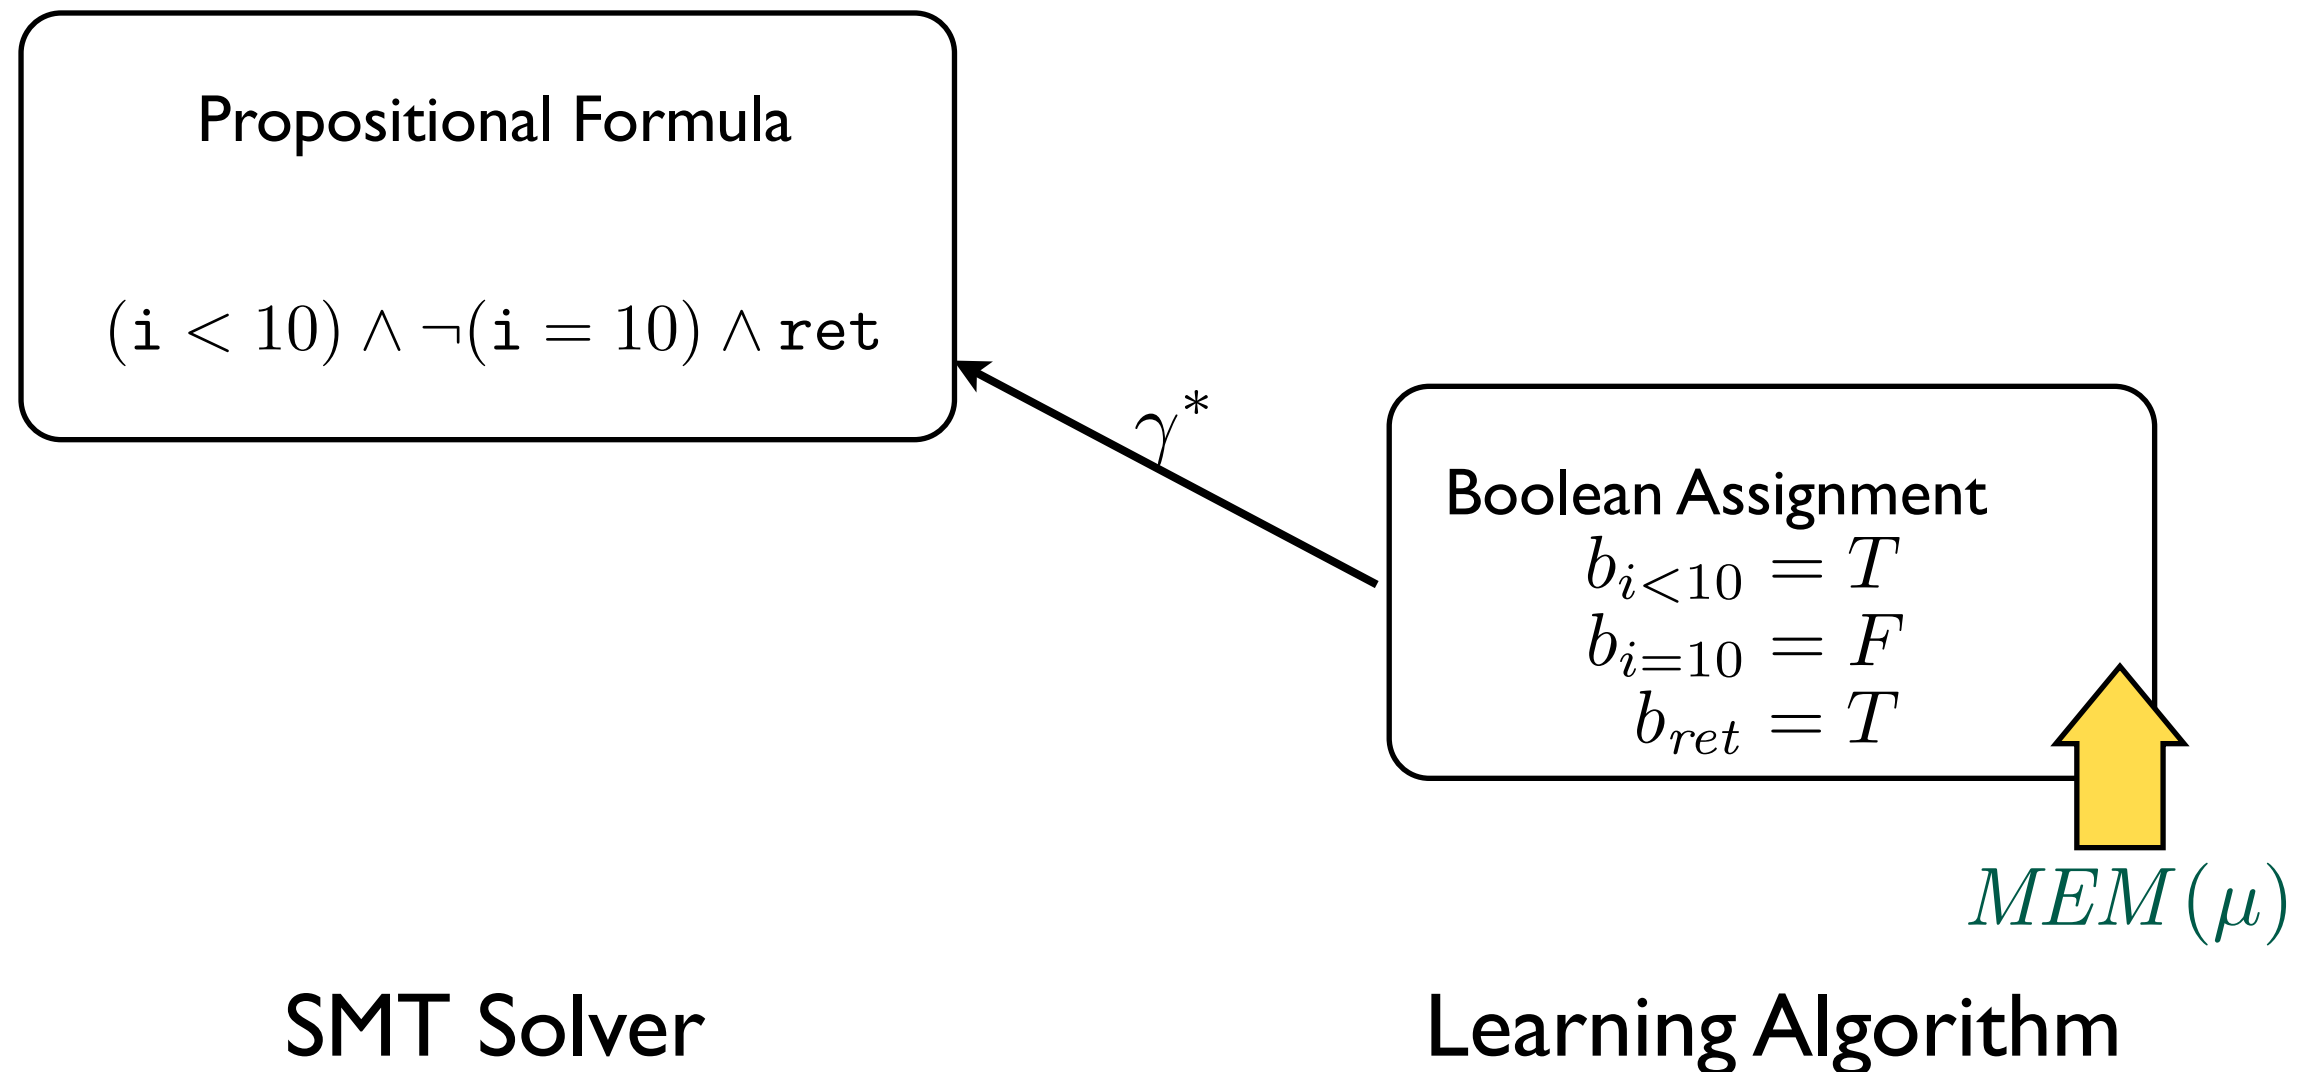 Propositional Formula
(i < 10) ∧ ¬(i = 10) ∧ ret
γ*
Boolean Assignment
b_{i<10} = T
b_{i=10} = F
b_{ret} = T
MEM(μ)
SMT Solver
Learning Algorithm